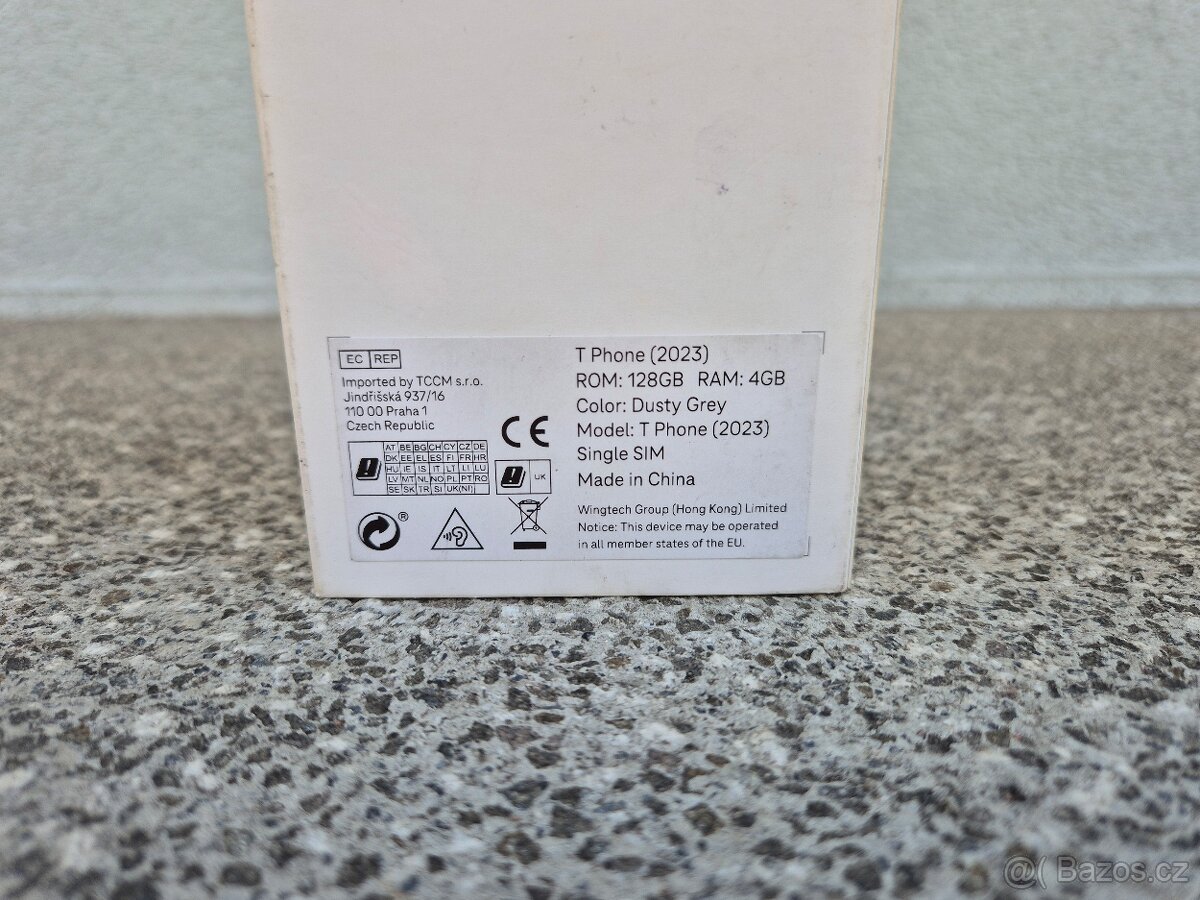 EC REP
Imported by TCCM s.r.o.
Jindřišská 937/16
110 00 Praha 1
Czech Republic
CE
AT BE BG CH CY CZ DE
DK EE EL ES FI FR HR
HU IE IS IT LT LI LU
LV MT NL NO PL PT RO
SE SK TR SI UK(NI)
UK
®
T Phone (2023)
ROM: 128GB RAM: 4GB
Color: Dusty Grey
Model: T Phone (2023)
Single SIM
Made in China
Wingtech Group (Hong Kong) Limited
Notice: This device may be operated
in all member states of the EU.
@( Bazos.cz